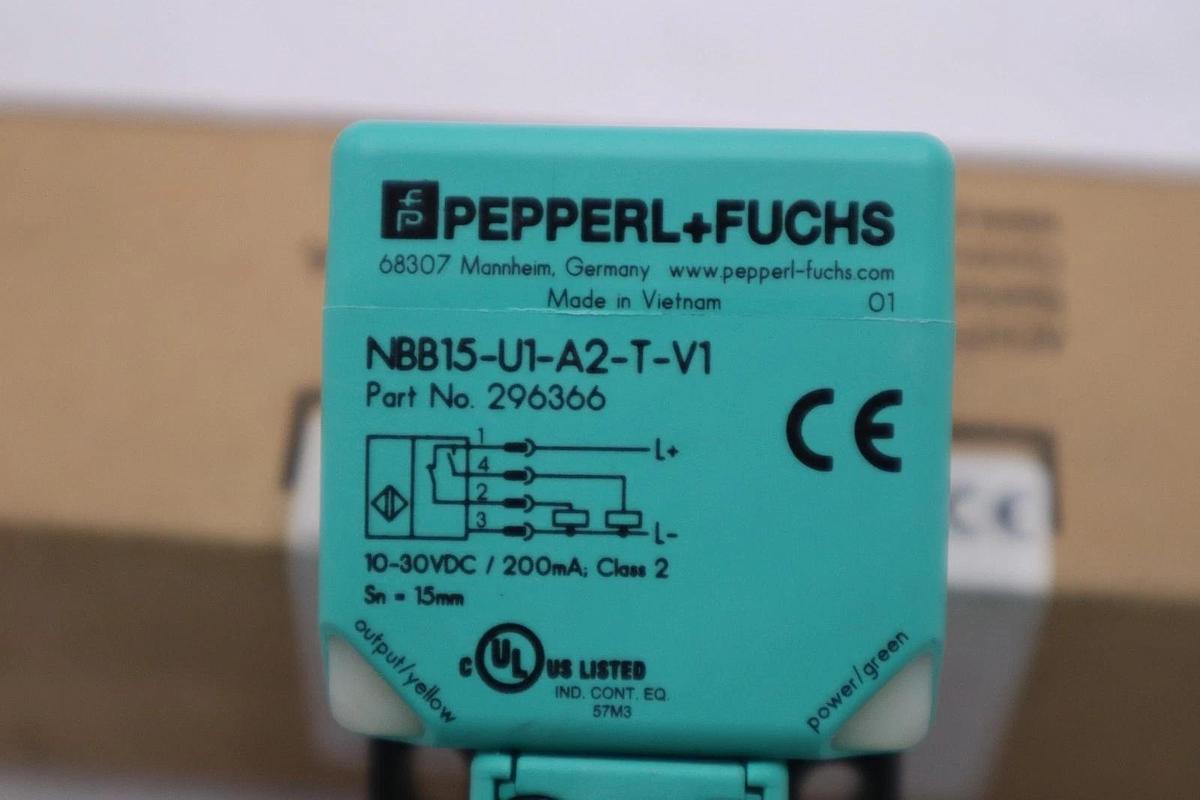 PEPPERL+FUCHS
68307 Mannheim, Germany www.pepperl-fuchs.com
Made in Vietnam 01
NBB15-U1-A2-T-V1
Part No. 296366
CE
1 L+
4
2
3 L-
10-30VDC / 200mA; Class 2
Sn = 15mm
output/yellow
power/green
C UL US LISTED
IND. CONT. EQ.
57M3
CE